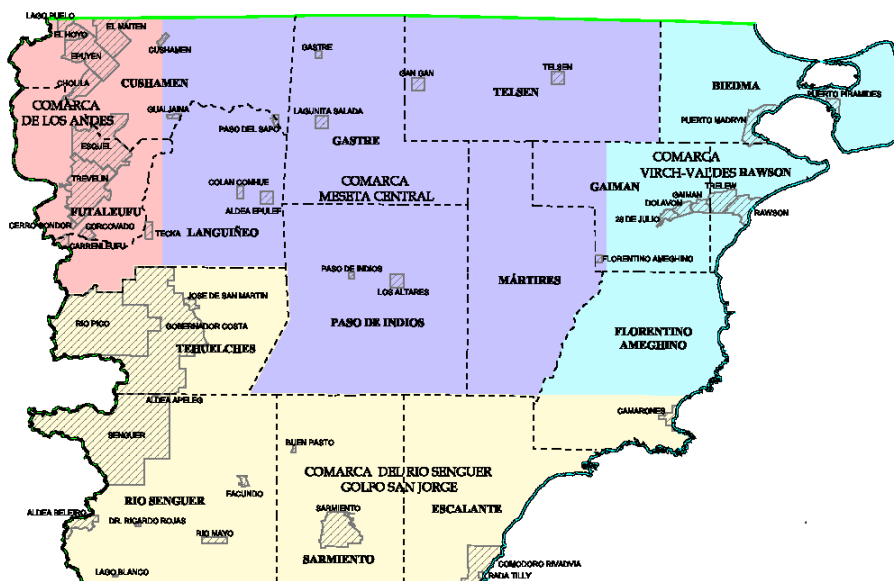 LAGO PUELO
EL HOYO
EL MAITEN
EPUYEN
CUSHAMEN
CHOLILA
CUSHAMEN
COMARCA
DE LOS ANDES
GUALJAINA
ESQUEL
TREVELIN
FUTALEUFU
CERRO CONDOR
CORCOVADO
CARRENLEUFU
TECKA
GASTRE
GAN GAN
TELSEN
TELSEN
BIEDMA
PUERTO PIRAMIDES
PUERTO MADRYN
LAGUNITA SALADA
PASO DEL SAPO
GASTRE
COMARCA
MESETA CENTRAL
COLAN CONHUE
ALDEA EPULEF
LANGUIÑEO
COMARCA
VIRCH-VALDES
RAWSON
GAIMAN
TRELEW
GAIMAN
DOLAVON
28 DE JULIO
RAWSON
FLORENTINO AMEGHINO
PASO DE INDIOS
LOS ALTARES
MÁRTIRES
PASO DE INDIOS
JOSE DE SAN MARTIN
RIO PICO
GOBERNADOR COSTA
TEHUELCHES
FLORENTINO
AMEGHINO
ALDEA APELEG
CAMARONES
SENGUER
BUEN PASTO
COMARCA DEL RIO SENGUER
GOLFO SAN JORGE
FACUNDO
RIO SENGUER
ESCALANTE
ALDEA BELEIRO
DR. RICARDO ROJAS
SARMIENTO
RIO MAYO
SARMIENTO
COMODORO RIVADVIA
LAGO BLANCO
RADA TILLY